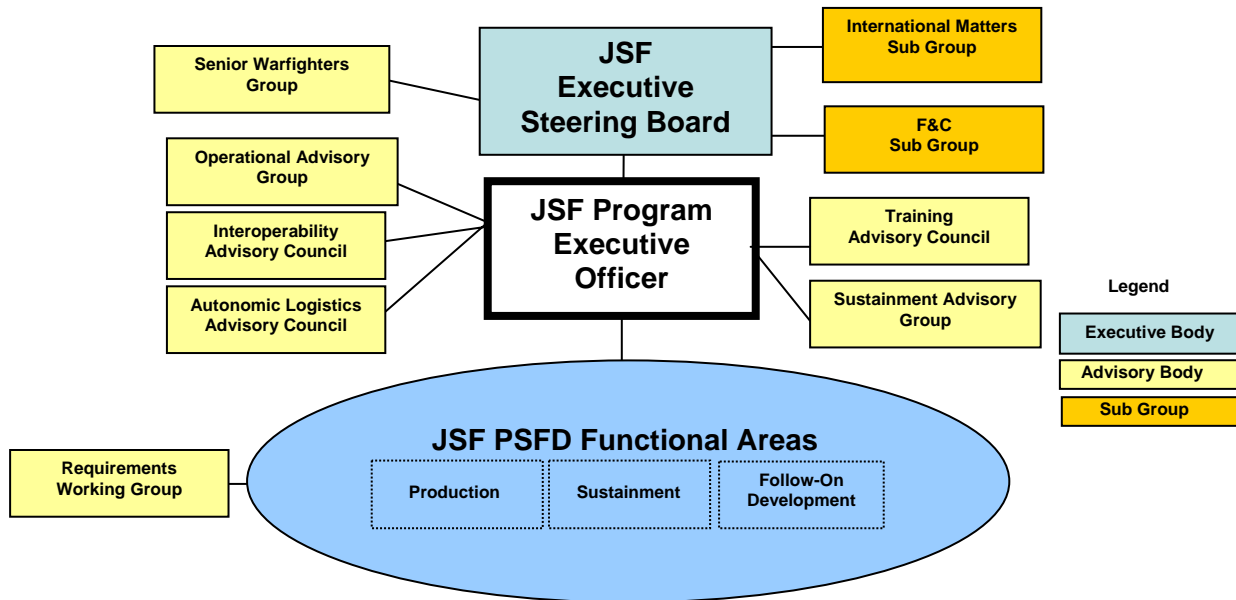 JSF
Executive
Steering Board
Senior Warfighters
Group
International Matters
Sub Group
F&C
Sub Group
Operational Advisory
Group
Interoperability
Advisory Council
Autonomic Logistics
Advisory Council
JSF Program
Executive
Officer
Training
Advisory Council
Sustainment Advisory
Group
Legend
Executive Body
Advisory Body
Sub Group
JSF PSFD Functional Areas
Requirements
Working Group
Production
Sustainment
Follow-On
Development